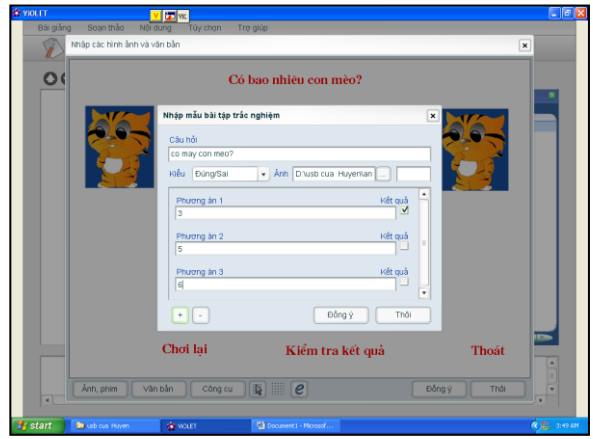 VIOLET
Bài giảng Soạn thảo Nội dung Tùy chọn Trợ giúp
Nhập các hình ảnh và văn bản
Có bao nhiêu con mèo?
Nhập mẫu bài tập trắc nghiệm
Câu hỏi
co may con meo?
Kiểu Đúng/Sai Ảnh D:\usb cua Huyen\an ...
Phương án 1 Kết quả
3
Phương án 2 Kết quả
5
Phương án 3 Kết quả
6
+ - Đồng ý Thôi
Chơi lại Kiểm tra kết quả Thoát
Ảnh, phim Văn bản Công cụ Đồng ý Thôi
start usb cua Huyen VIOLET Document1 - Microsof... 3:49 AM